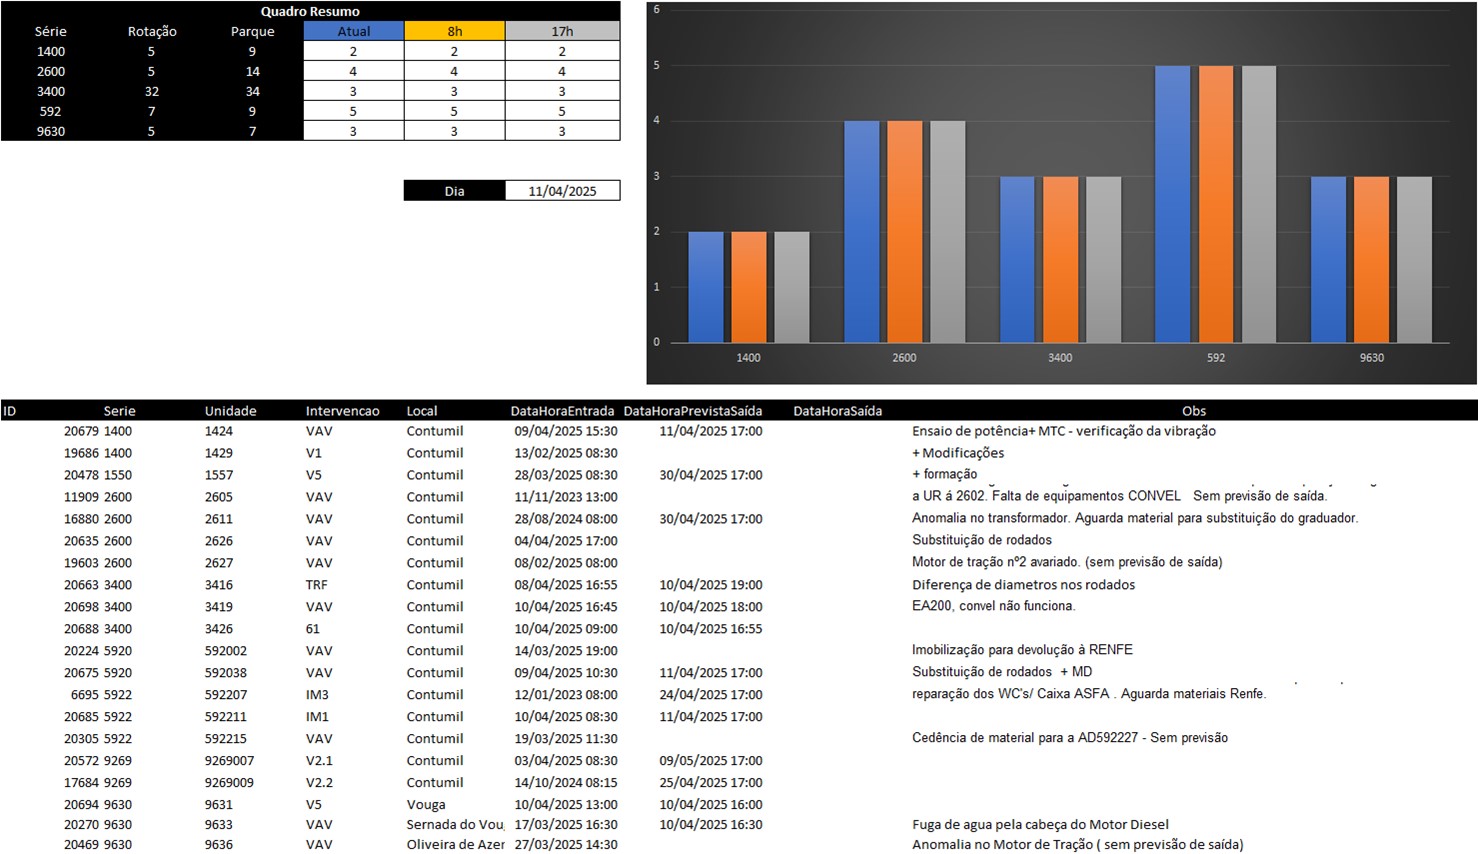 Quadro Resumo
Série Rotação Parque Atual 8h 17h
1400 5 9 2 2 2
2600 5 14 4 4 4
3400 32 34 3 3 3
592 7 9 5 5 5
9630 5 7 3 3 3
Dia 11/04/2025
6
5
4
3
2
1
0
1400 2600 3400 592 9630
ID Serie Unidade Intervencao Local DataHoraEntrada DataHoraPrevistaSaída DataHoraSaída Obs
20679 1400 1424 VAV Contumil 09/04/2025 15:30 11/04/2025 17:00 Ensaio de potência+ MTC - verificação da vibração
19686 1400 1429 V1 Contumil 13/02/2025 08:30 + Modificações
20478 1550 1557 V5 Contumil 28/03/2025 08:30 30/04/2025 17:00 + formação
11909 2600 2605 VAV Contumil 11/11/2023 13:00 a UR á 2602. Falta de equipamentos CONVEL Sem previsão de saída.
16880 2600 2611 VAV Contumil 28/08/2024 08:00 30/04/2025 17:00 Anomalia no transformador. Aguarda material para substituição do graduador.
20635 2600 2626 VAV Contumil 04/04/2025 17:00 Substituição de rodados
19603 2600 2627 VAV Contumil 08/02/2025 08:00 Motor de tração nº2 avariado. (sem previsão de saída)
20663 3400 3416 TRF Contumil 08/04/2025 16:55 10/04/2025 19:00 Diferença de diametros nos rodados
20698 3400 3419 VAV Contumil 10/04/2025 16:45 10/04/2025 18:00 EA200, convel não funciona.
20688 3400 3426 61 Contumil 10/04/2025 09:00 10/04/2025 16:55
20224 5920 592002 VAV Contumil 14/03/2025 19:00 Imobilização para devolução à RENFE
20675 5920 592038 VAV Contumil 09/04/2025 10:30 11/04/2025 17:00 Substituição de rodados + MD
6695 5922 592207 IM3 Contumil 12/01/2023 08:00 24/04/2025 17:00 reparação dos WC's/ Caixa ASFA . Aguarda materiais Renfe.
20685 5922 592211 IM1 Contumil 10/04/2025 08:30 11/04/2025 17:00
20305 5922 592215 VAV Contumil 19/03/2025 11:30 Cedência de material para a AD592227 - Sem previsão
20572 9269 9269007 V2.1 Contumil 03/04/2025 08:30 09/05/2025 17:00
17684 9269 9269009 V2.2 Contumil 14/10/2024 08:15 25/04/2025 17:00
20694 9630 9631 V5 Vouga 10/04/2025 13:00 10/04/2025 16:00
20270 9630 9633 VAV Sernada do Vou 17/03/2025 16:30 10/04/2025 16:30 Fuga de agua pela cabeça do Motor Diesel
20469 9630 9636 VAV Oliveira de Azer 27/03/2025 14:30 Anomalia no Motor de Tração ( sem previsão de saída)